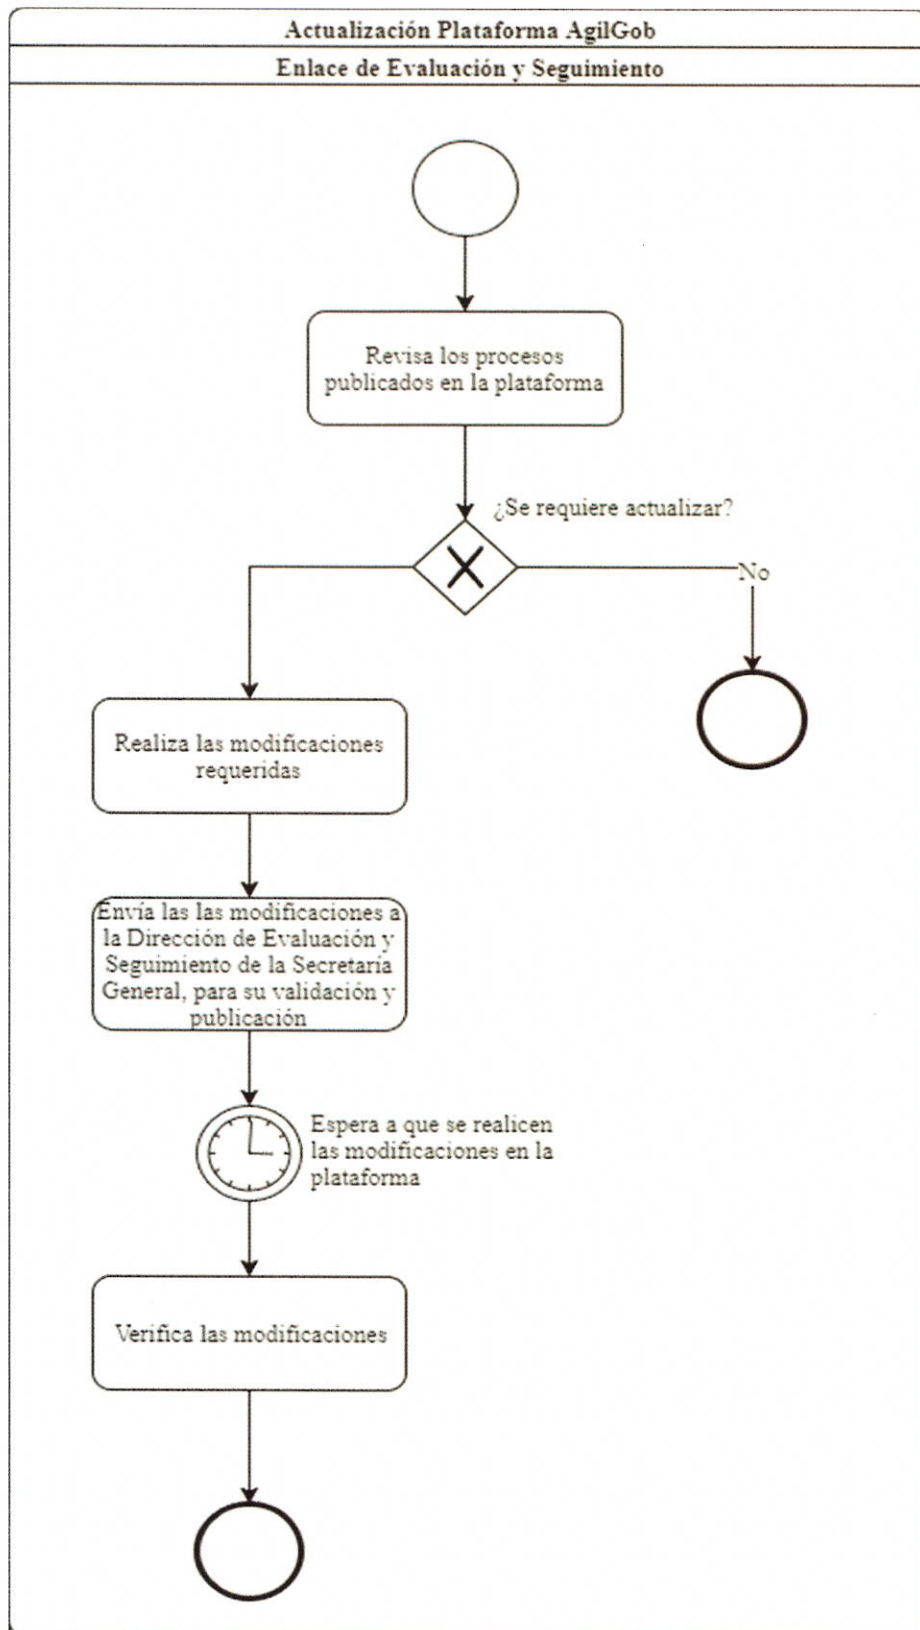 Actualización Plataforma AgilGob
Enlace de Evaluación y Seguimiento
Revisa los procesos
publicados en la plataforma
¿Se requiere actualizar?
No
Realiza las modificaciones
requeridas
Envía las las modificaciones a
la Dirección de Evaluación y
Seguimiento de la Secretaría
General, para su validación y
publicación
Espera a que se realicen
las modificaciones en la
plataforma
Verifica las modificaciones